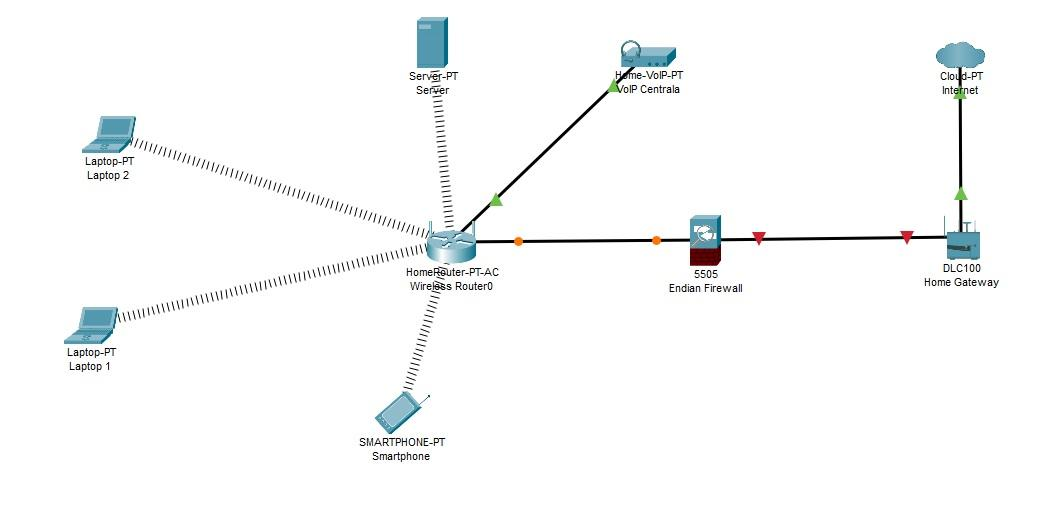 Server-PT
Server
Home-VoIP-PT
VoIP Centrala
Cloud-PT
Internet
Laptop-PT
Laptop 2
HomeRouter-PT-AC
Wireless Router0
5505
Endian Firewall
DLC100
Home Gateway
Laptop-PT
Laptop 1
SMARTPHONE-PT
Smartphone